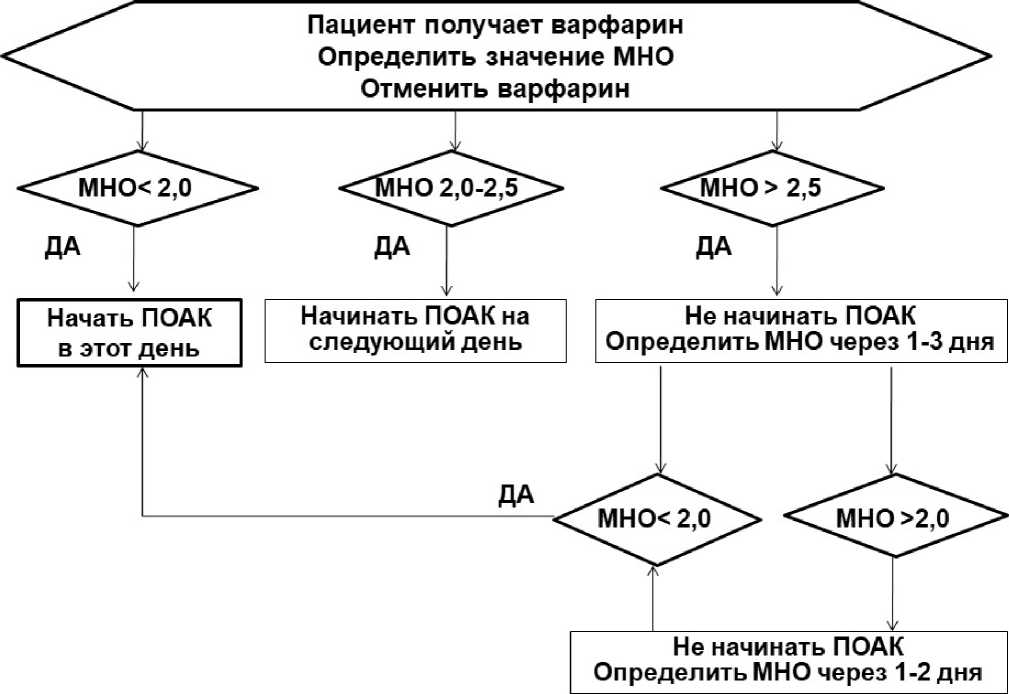 Пациент получает варфарин
Определить значение МНО
Отменить варфарин
МНО< 2,0
МНО 2,0-2,5
МНО > 2,5
ДА
ДА
ДА
Начать ПОАК
в этот день
Начинать ПОАК на
следующий день
Не начинать ПОАК
Определить МНО через 1-3 дня
ДА
МНО< 2,0
МНО >2,0
Не начинать ПОАК
Определить МНО через 1-2 дня